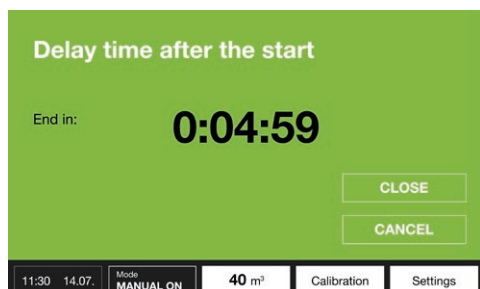 Delay time after the start
End in:
0:04:59
CLOSE
CANCEL
11:30 14.07.
Mode
MANUAL ON
40 m³
Calibration
Settings